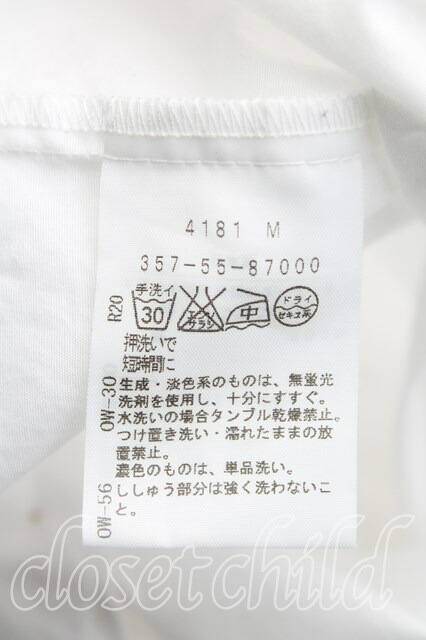 4181 M
357-55-87000
R20
手洗イ
30
エンソ
サラシ
中
ドライ
セキユ系
押洗いで
短時間に
OW-30
生成・淡色系のものは、無蛍光
洗剤を使用し、十分にすすぐ。
水洗いの場合タンブル乾燥禁止。
つけ置き洗い・濡れたままの放
置禁止。
濃色のものは、単品洗い。
OW-56
ししゅう部分は強く洗わないこ
と。
closetchild